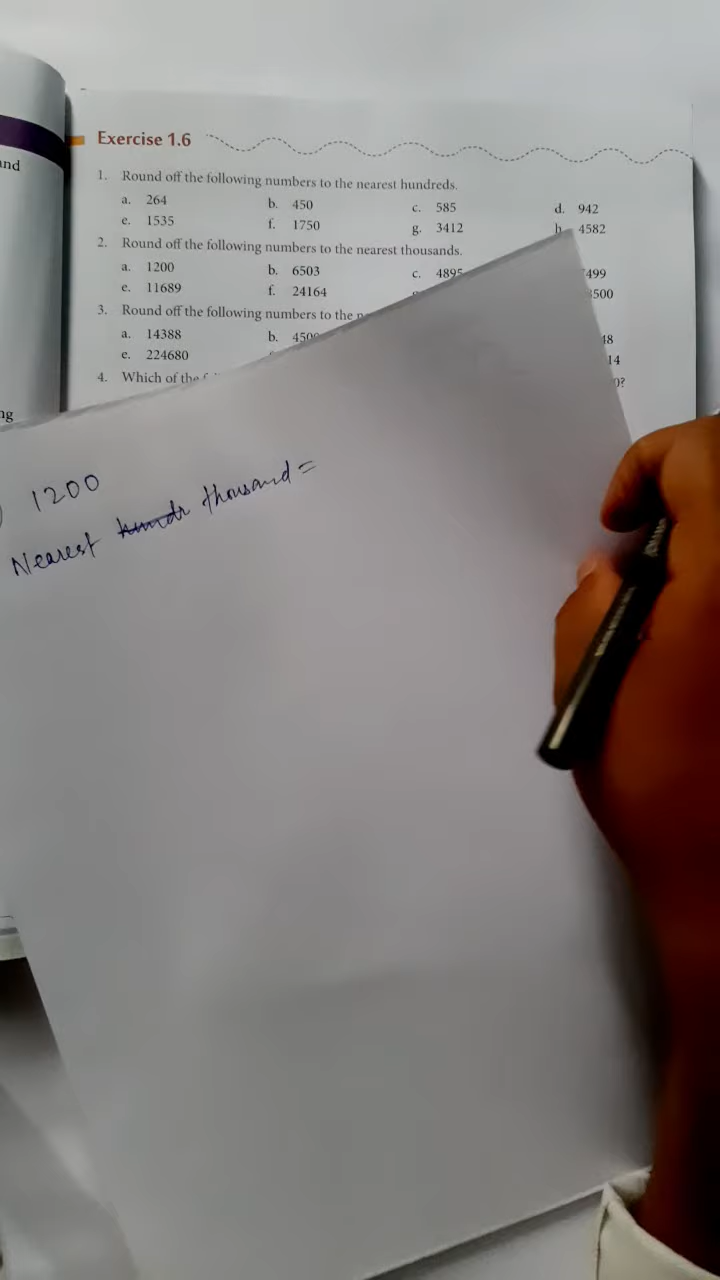 and
ng
Exercise 1.6
1. Round off the following numbers to the nearest hundreds.
a. 264 b. 450 c. 585 d. 942
e. 1535 f. 1750 g. 3412 h. 4582
2. Round off the following numbers to the nearest thousands.
a. 1200 b. 6503 c. 4895 499
e. 11689 f. 24164 500
3. Round off the following numbers to the
a. 14388 b. 450 48
e. 224680 14
4. Which of the 0?
) 1200
Nearest hundr thousand =